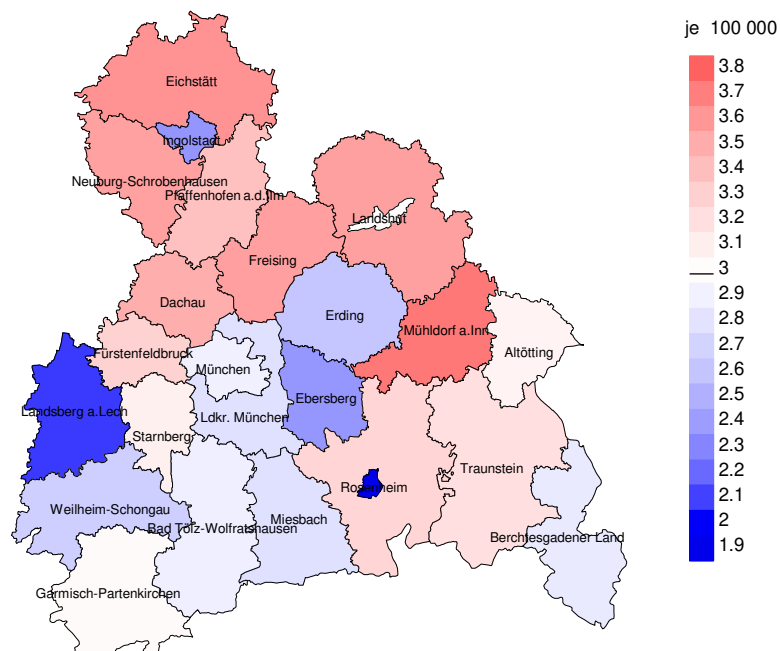 je 100 000
3.8
3.7
3.6
3.5
3.4
3.3
3.2
3.1
3
2.9
2.8
2.7
2.6
2.5
2.4
2.3
2.2
2.1
2
1.9
Eichstätt
Ingolstadt
Neuburg-Schrobenhausen
Pfaffenhofen a.d.Ilm
Landshut
Freising
Dachau
Erding
Mühldorf a.Inn
Fürstenfeldbruck
Altötting
München
Ebersberg
Landsberg a.Lech
Ldkr. München
Starnberg
Traunstein
Rosenheim
Weilheim-Schongau
Miesbach
Bad Tölz-Wolfratshausen
Berchtesgadener Land
Garmisch-Partenkirchen